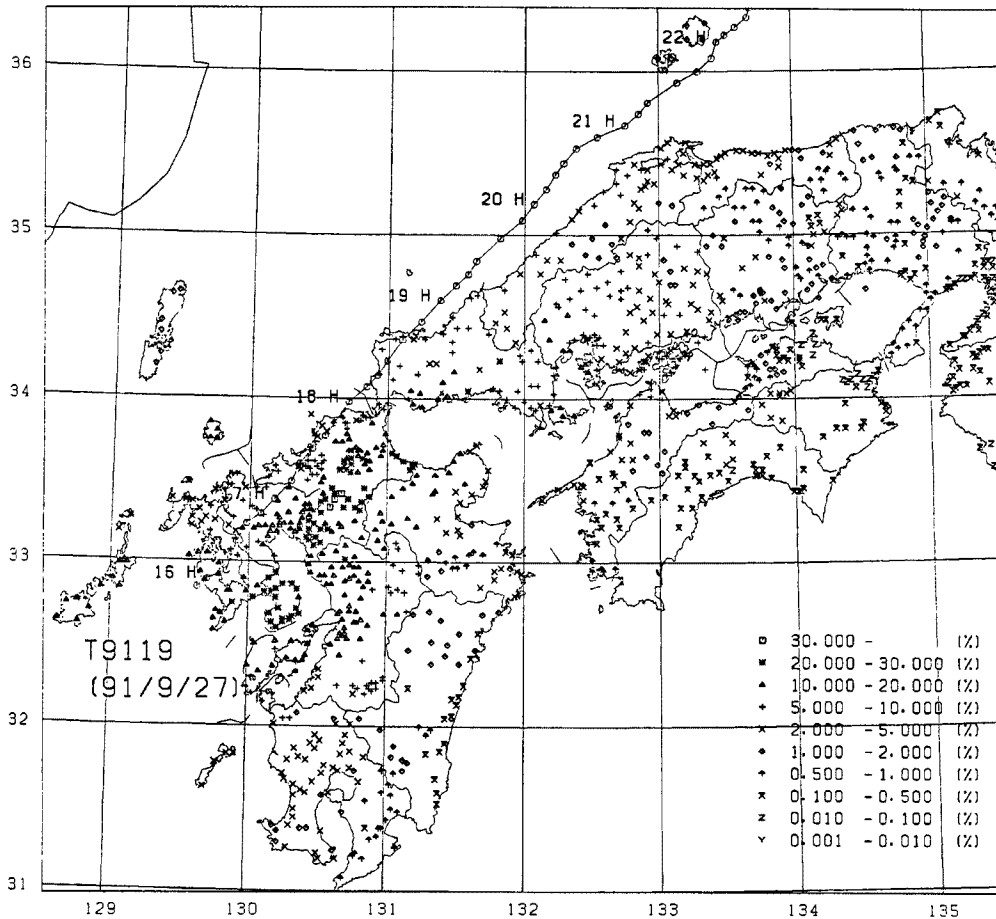 36
22 H
21 H
20 H
35
19 H
34
18 H
H
33
16 H
T9119
(91/9/27)
32
31
30.000 - (%)
20.000 - 30.000 (%)
10.000 - 20.000 (%)
5.000 - 10.000 (%)
2.000 - 5.000 (%)
1.000 - 2.000 (%)
0.500 - 1.000 (%)
0.100 - 0.500 (%)
0.010 - 0.100 (%)
0.001 - 0.010 (%)
129 130 131 132 133 134 135